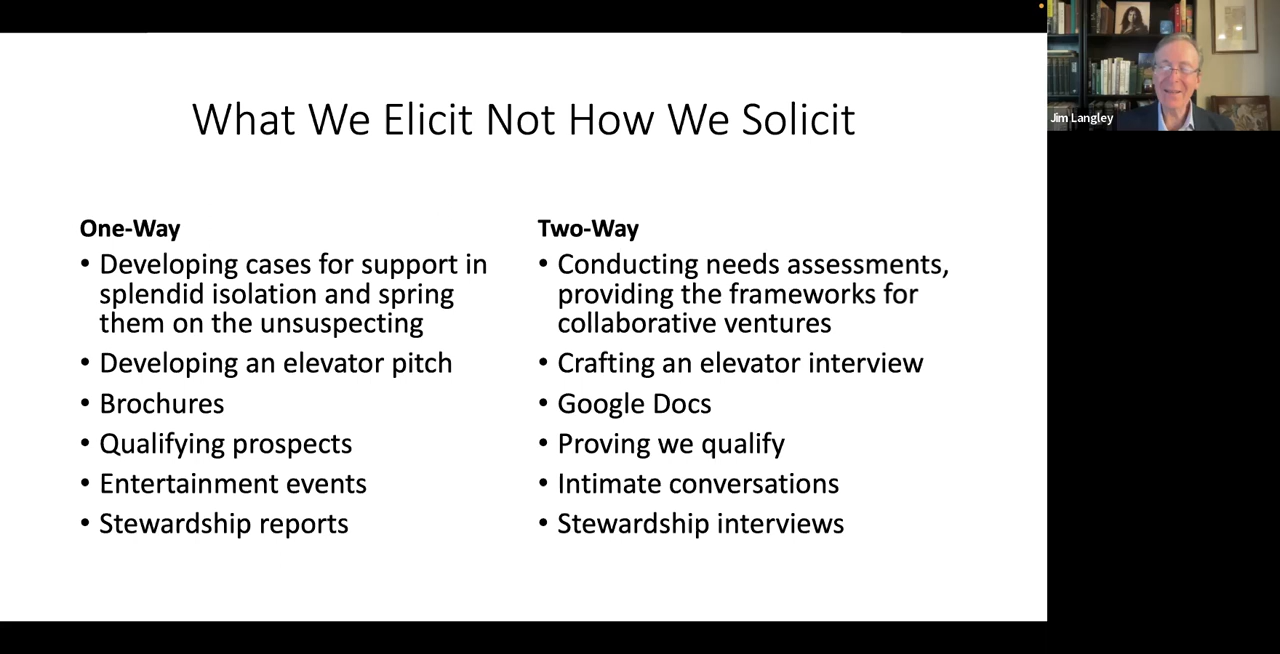 What We Elicit Not How We Solicit
One-Way
• Developing cases for support in
splendid isolation and spring
them on the unsuspecting
• Developing an elevator pitch
• Brochures
• Qualifying prospects
• Entertainment events
• Stewardship reports
Two-Way
• Conducting needs assessments,
providing the frameworks for
collaborative ventures
• Crafting an elevator interview
• Google Docs
• Proving we qualify
• Intimate conversations
• Stewardship interviews
Jim Langley